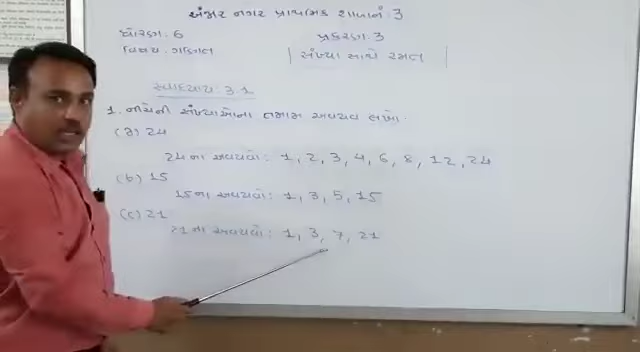 અંજાર નગર પ્રાથમિક શાળા નં. 3
ધોરણ. 6 પ્રકરણ. 3
વિષય. ગણિત સંખ્યા સાથે રમત
સ્વાધ્યાય. 3.1
1. નીચેની સંખ્યાઓના તમામ અવયવ લખો.
(a) 24
24ના અવયવો: 1, 2, 3, 4, 6, 8, 12, 24
(b) 15
15ના અવયવો: 1, 3, 5, 15
(c) 21
21ના અવયવો: 1, 3, 7, 21